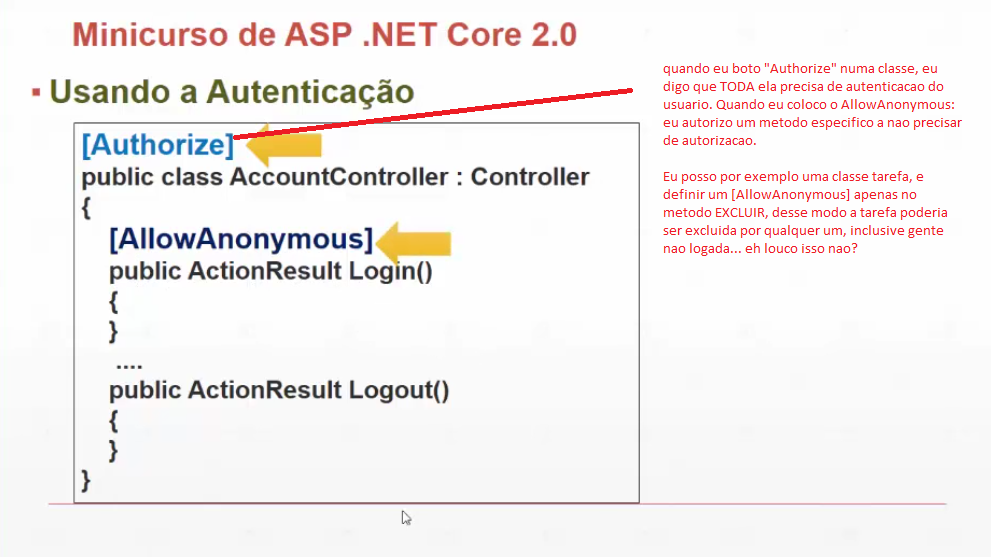 Minicurso de ASP .NET Core 2.0
▪ Usando a Autenticação
[Authorize]
public class AccountController : Controller
{
[AllowAnonymous]
public ActionResult Login()
{
}
....
public ActionResult Logout()
{
}
}
quando eu boto "Authorize" numa classe, eu
digo que TODA ela precisa de autenticacao do
usuario. Quando eu coloco o AllowAnonymous:
eu autorizo um metodo especifico a nao precisar
de autorizacao.
Eu posso por exemplo uma classe tarefa, e
definir um [AllowAnonymous] apenas no
metodo EXCLUIR, desse modo a tarefa poderia
ser excluida por qualquer um, inclusive gente
nao logada... eh louco isso nao?